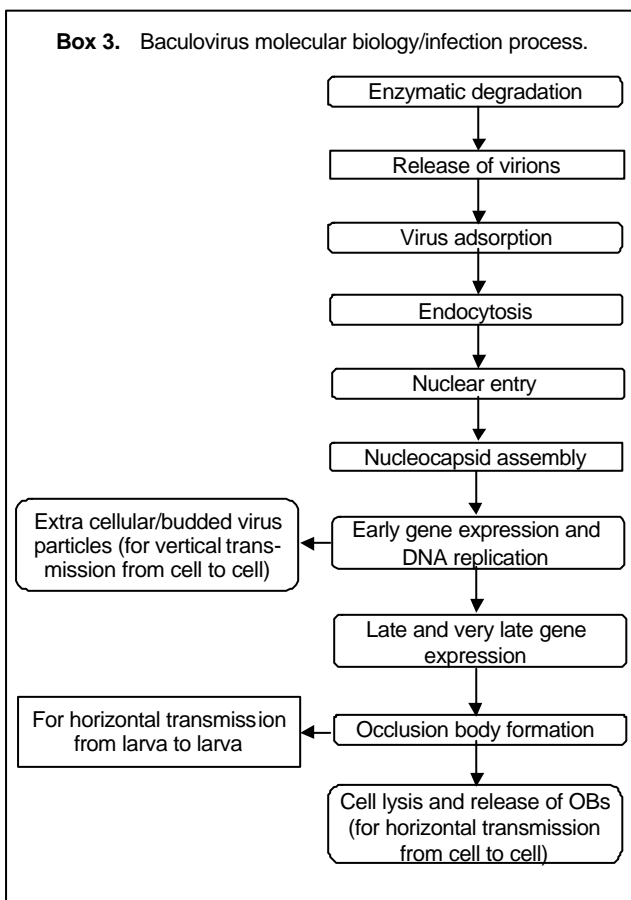 Box 3. Baculovirus molecular biology/infection process.
Enzymatic degradation
Release of virions
Virus adsorption
Endocytosis
Nuclear entry
Nucleocapsid assembly
Extra cellular/budded virus
particles (for vertical trans-
mission from cell to cell)
Early gene expression and
DNA replication
Late and very late gene
expression
For horizontal transmission
from larva to larva
Occlusion body formation
Cell lysis and release of OBs
(for horizontal transmission
from cell to cell)